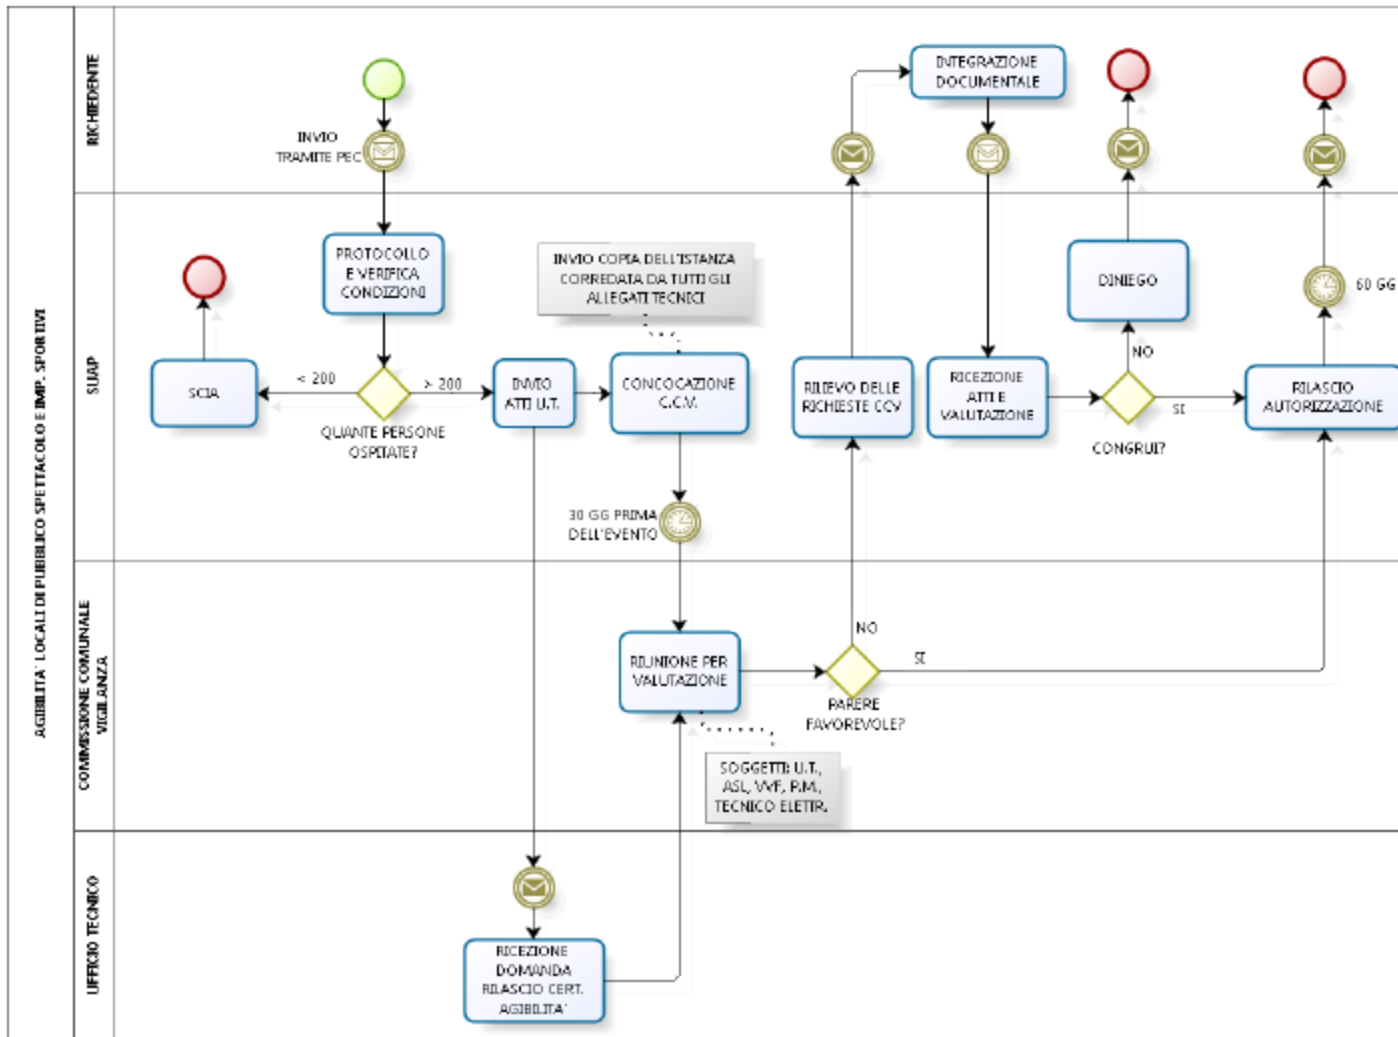 AGIBILITA' LOCALI DI PUBBLICO SPETTACOLO E IMP. SPORTIVI
RICHIEDENTE
INVIO
TRAMITE PEC
INTEGRAZIONE
DOCUMENTALE
SUAP
PROTOCOLLO
E VERIFICA
CONDIZIONI
INVIO COPIA DELL'ISTANZA
CORREDATA DA TUTTI GLI
ALLEGATI TECNICI
DINIEGO
60 GG
NO
SCIA
< 200
> 200
QUANTE PERSONE
OSPITATE?
INVIO
ATTI U.T.
CONCOCAZIONE
C.C.V.
RILIEVO DELLE
RICHIESTE CCV
RICEZIONE
ATTI E
VALUTAZIONE
SI
CONGRUI?
RILASCIO
AUTORIZZAZIONE
30 GG PRIMA
DELL'EVENTO
COMMISSIONE COMUNALE
VIGILANZA
RIUNIONE PER
VALUTAZIONE
NO
SI
PARERE
FAVOREVOLE?
SOGGETTI: U.T.,
ASL, VVF, P.M.,
TECNICO ELETTR.
UFFICIO TECNICO
RICEZIONE
DOMANDA
RILASCIO CERT.
AGIBILITA'